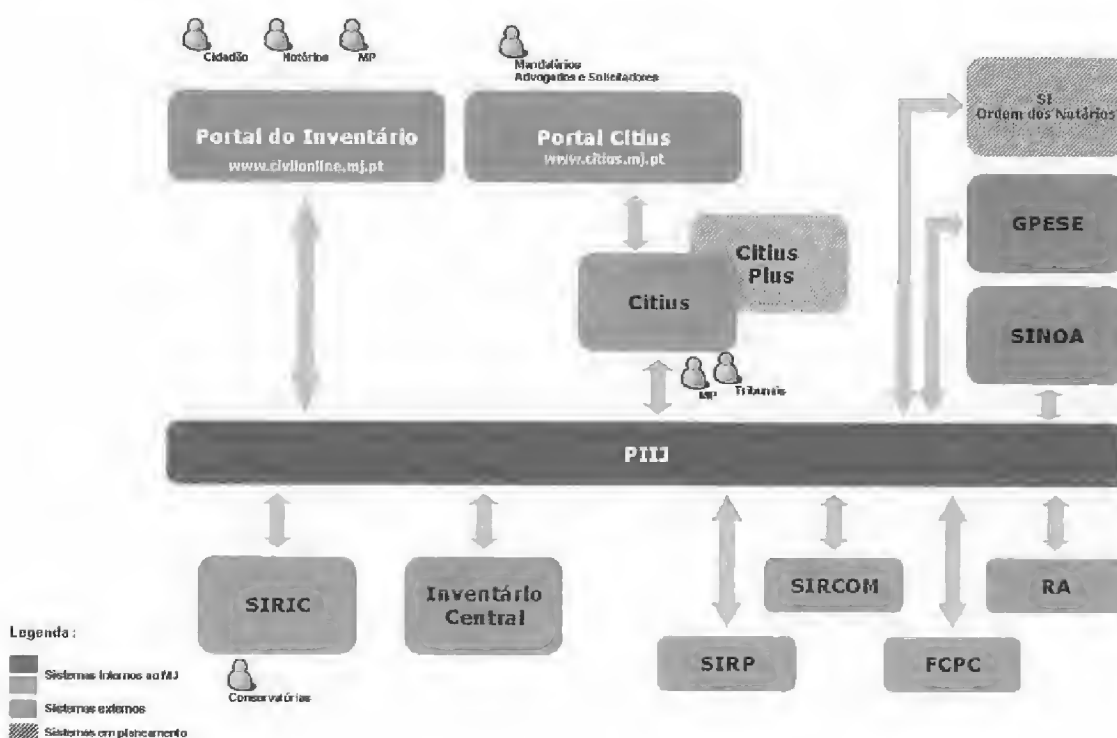 Cidadão
Notários
MP
Mandatários
Advogados e Solicitadores
Portal do Inventário
www.civilonline.mj.pt
Portal Citius
www.citius.mj.pt
SI
Ordem dos Notários
GPESE
Citius
Plus
Citius
SINOA
MP
Tribunais
PIIJ
SIRIC
Inventário
Central
SIRCOM
RA
SIRP
FCPC
Conservatórias
Legenda :
Sistemas internos ao MJ
Sistemas externos
Sistemas em planeamento